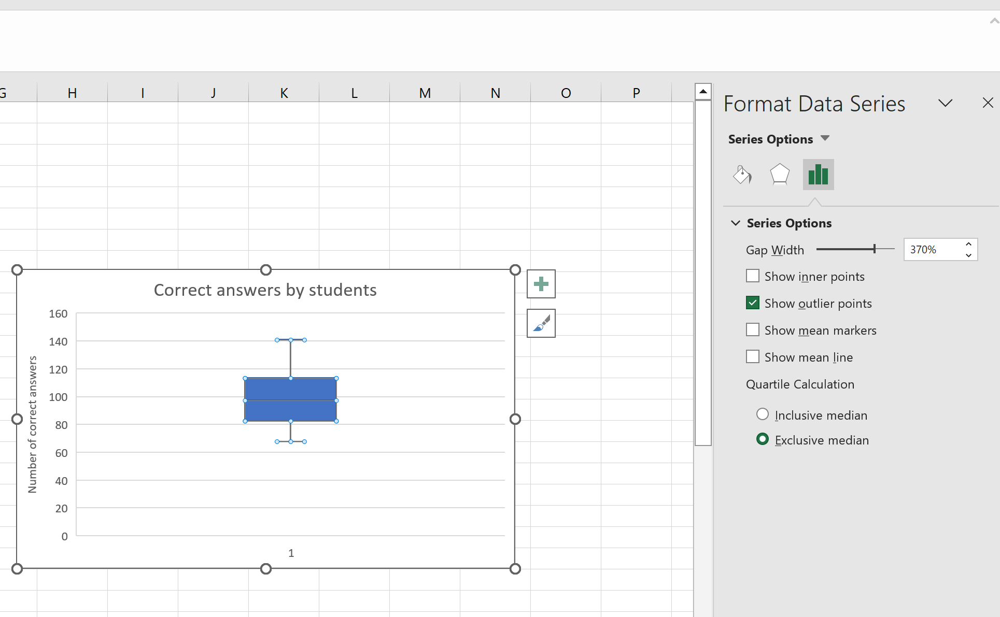 G H I J K L M N O P
Format Data Series
Series Options
Series Options
Gap Width 370%
Show inner points
Show outlier points
Show mean markers
Show mean line
Quartile Calculation
Inclusive median
Exclusive median
Correct answers by students
Number of correct answers
160
140
120
100
80
60
40
20
0
1